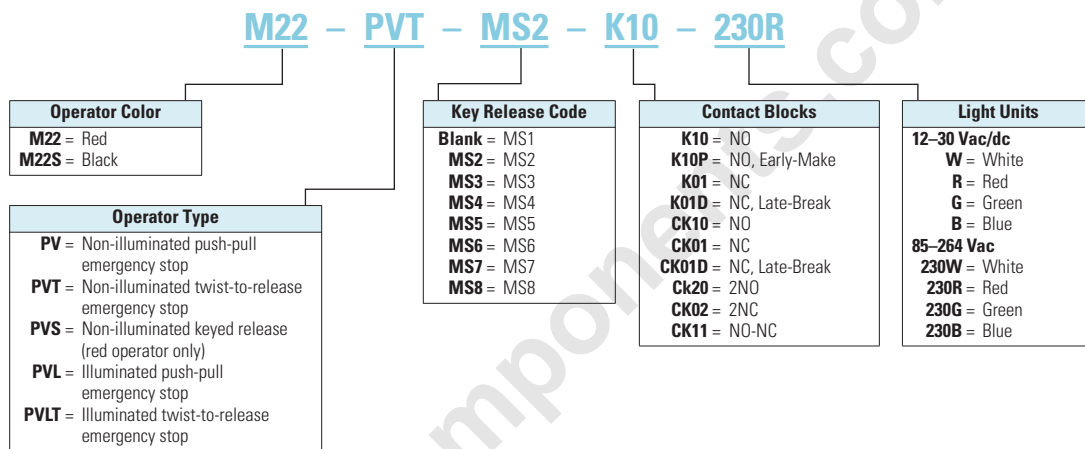 M22 – PVT – MS2 – K10 – 230R
Operator Color
M22 = Red
M22S = Black
Operator Type
PV = Non-illuminated push-pull
emergency stop
PVT = Non-illuminated twist-to-release
emergency stop
PVS = Non-illuminated keyed release
(red operator only)
PVL = Illuminated push-pull
emergency stop
PVLT = Illuminated twist-to-release
emergency stop
Key Release Code
Blank = MS1
MS2 = MS2
MS3 = MS3
MS4 = MS4
MS5 = MS5
MS6 = MS6
MS7 = MS7
MS8 = MS8
Contact Blocks
K10 = NO
K10P = NO, Early-Make
K01 = NC
K01D = NC, Late-Break
CK10 = NO
CK01 = NC
CK01D = NC, Late-Break
Ck20 = 2NO
CK02 = 2NC
CK11 = NO-NC
Light Units
12–30 Vac/dc
W = White
R = Red
G = Green
B = Blue
85–264 Vac
230W = White
230R = Red
230G = Green
230B = Blue
mponents.com